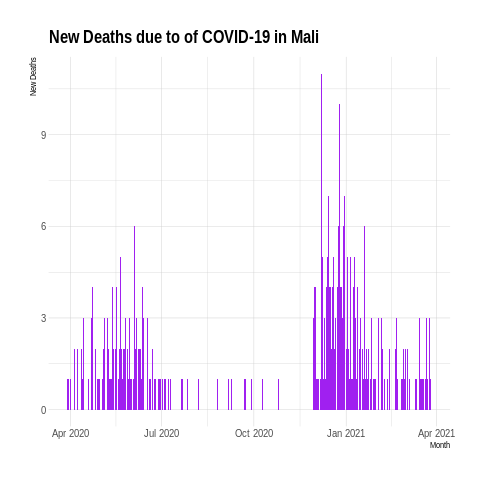 New Deaths due to of COVID-19 in Mali
New Deaths
9
6
3
0
Apr 2020 Jul 2020 Oct 2020 Jan 2021 Apr 2021
Month